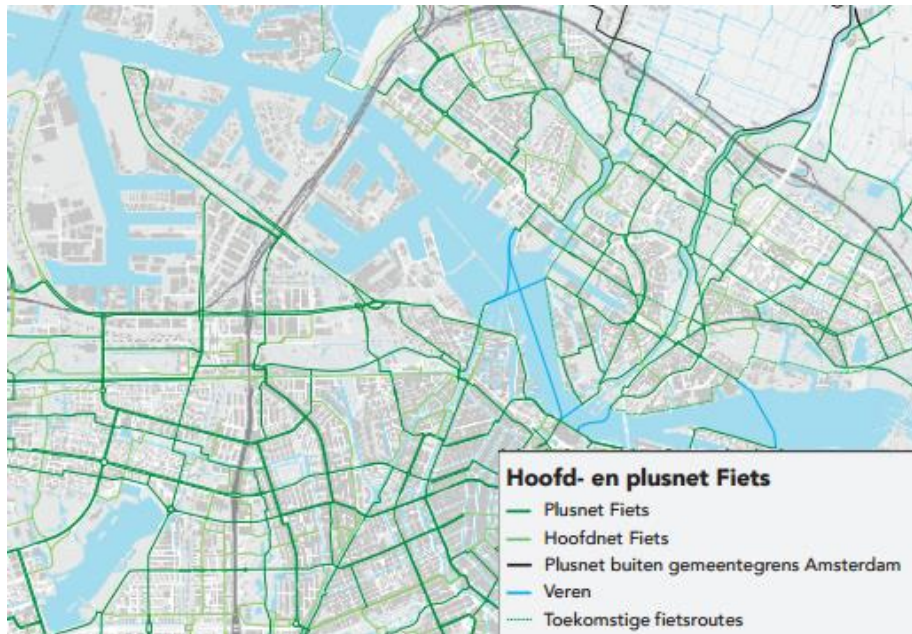 Hoofd- en plusnet Fiets
Plusnet Fiets
Hoofdnet Fiets
Plusnet buiten gemeentegrens Amsterdam
Veren
Toekomstige fietsroutes